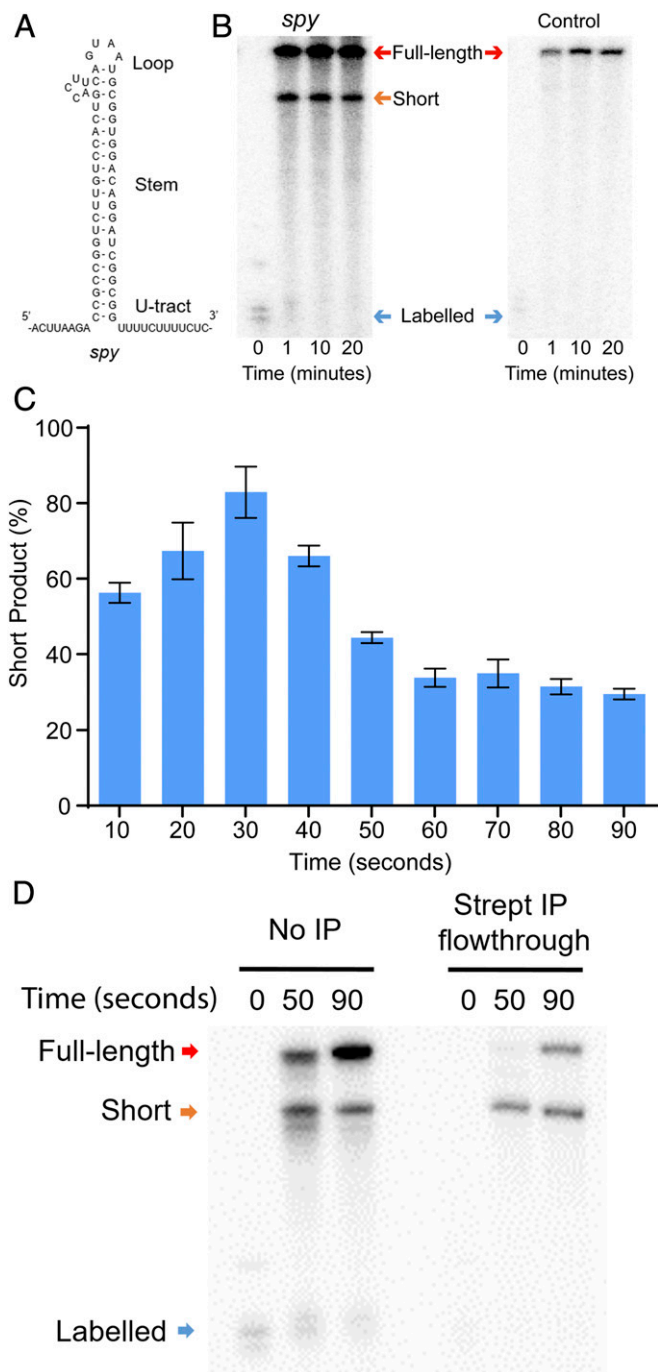 A
Loop
Stem
U-tract
5'
3'
-ACUUAAGA
UUUUCUUUUCUC-
spy
B
spy
Control
Full-length
Short
Labelled
0 1 10 20
Time (minutes)
0 1 10 20
Time (minutes)
C
Short Product (%)
100
80
60
40
20
0
10 20 30 40 50 60 70 80 90
Time (seconds)
D
No IP
Strept IP
flowthrough
Time (seconds) 0 50 90 0 50 90
Full-length
Short
Labelled